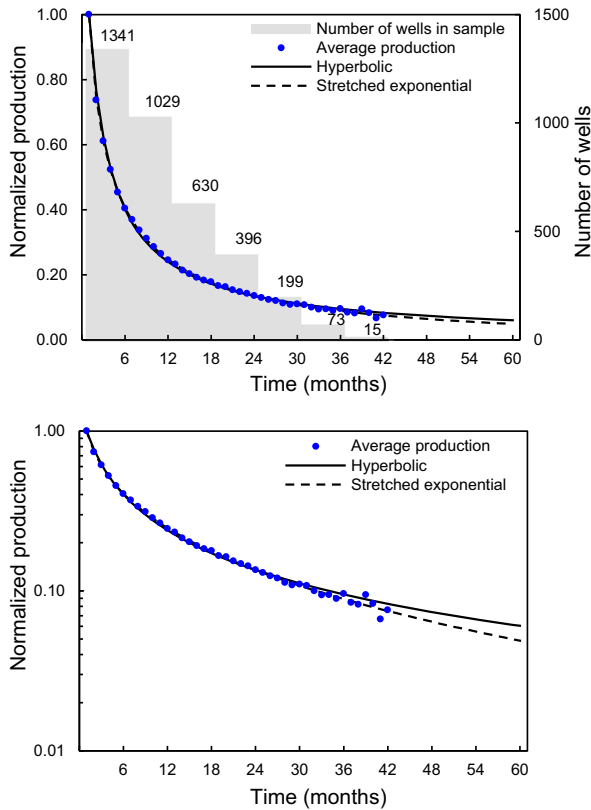 Number of wells in sample
Average production
Hyperbolic
Stretched exponential
1.00
0.80
0.60
0.40
0.20
0.00
Normalized production
1500
1000
500
0
Number of wells
1341
1029
630
396
199
73
15
6 12 18 24 30 36 42 48 54 60
Time (months)
Average production
Hyperbolic
Stretched exponential
1.00
0.10
0.01
Normalized production
6 12 18 24 30 36 42 48 54 60
Time (months)